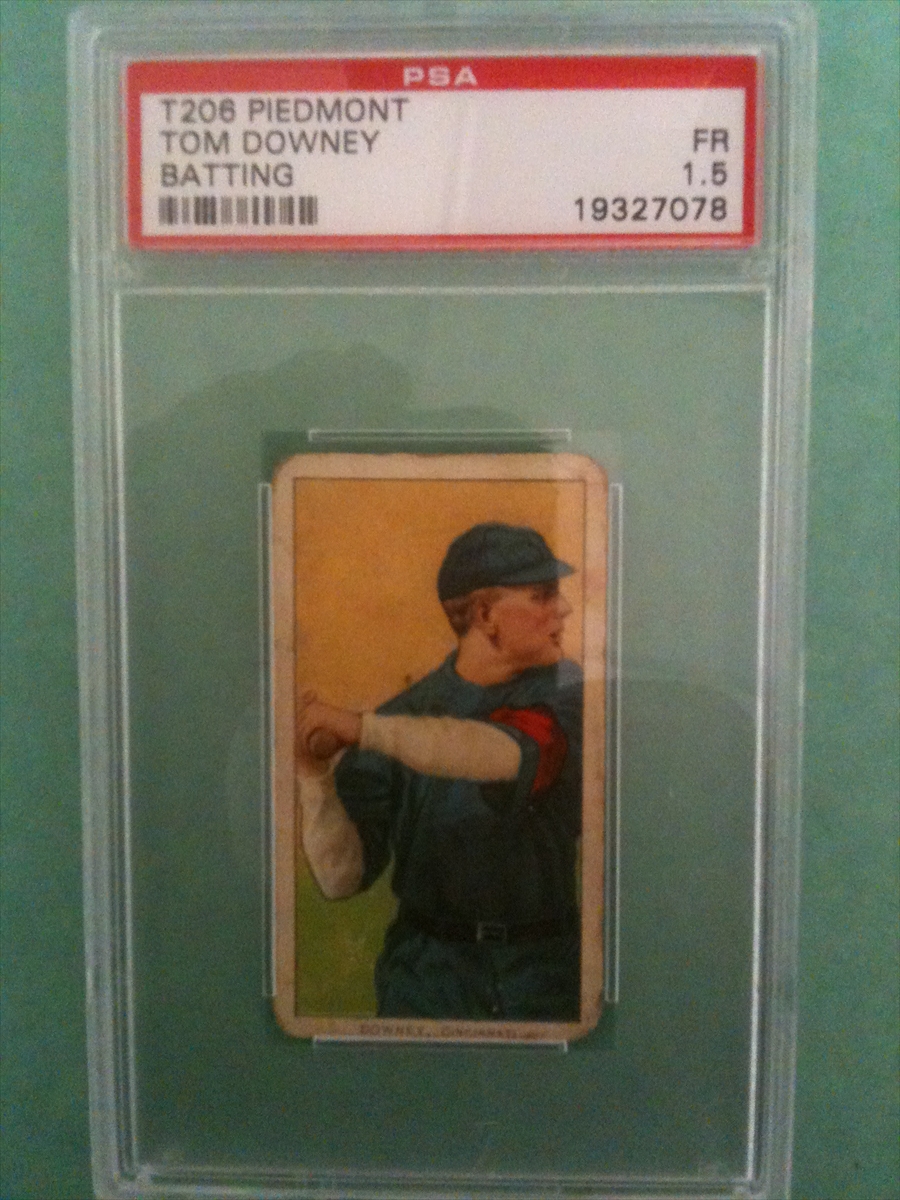 PSA
T206 PIEDMONT
TOM DOWNEY FR
BATTING 1.5
19327078
DOWNEY, CINCINNATI